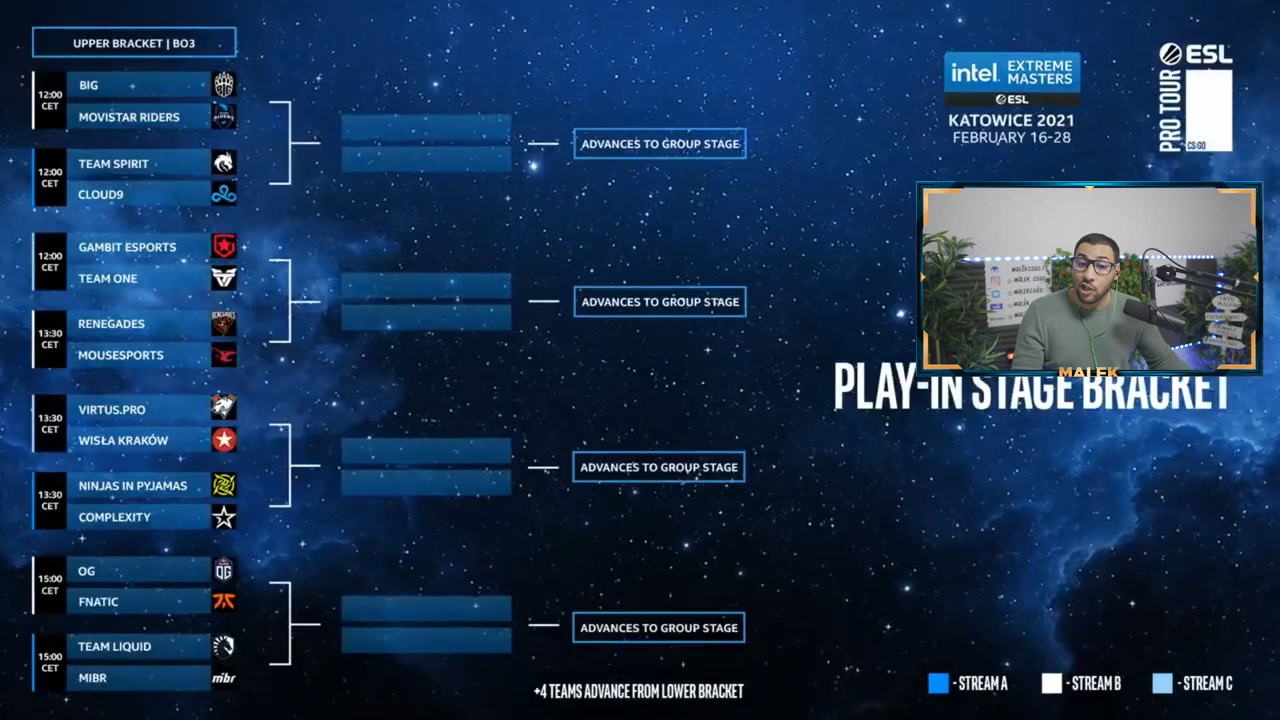 UPPER BRACKET | BO3
12:00 CET
BIG
MOVISTAR RIDERS
12:00 CET
TEAM SPIRIT
CLOUD9
12:00 CET
GAMBIT ESPORTS
TEAM ONE
13:30 CET
RENEGADES
MOUSESPORTS
13:30 CET
VIRTUS.PRO
WISŁA KRAKÓW
13:30 CET
NINJAS IN PYJAMAS
COMPLEXITY
15:00 CET
OG
OG
FNATIC
15:00 CET
TEAM LIQUID
MIBR
mibr
ADVANCES TO GROUP STAGE
ADVANCES TO GROUP STAGE
ADVANCES TO GROUP STAGE
ADVANCES TO GROUP STAGE
+4 TEAMS ADVANCE FROM LOWER BRACKET
intel EXTREME
MASTERS
ESL
KATOWICE 2021
FEBRUARY 16-28
ESL
PRO TOUR
CS:GO
MALEK
PLAY-IN STAGE BRACKET
- STREAM A
- STREAM B
- STREAM C